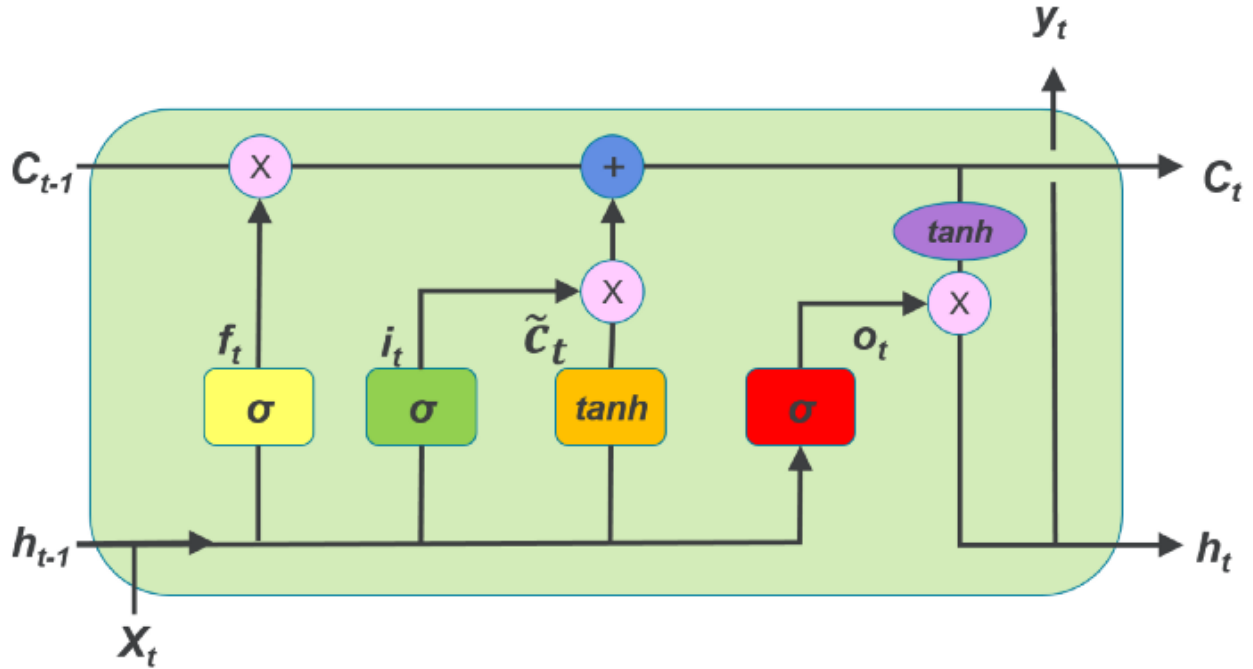 yₜ
Cₜ₋₁ X + Cₜ
tanh
X X
fₜ iₜ c̃ₜ oₜ
σ σ tanh σ
hₜ₋₁ hₜ
Xₜ